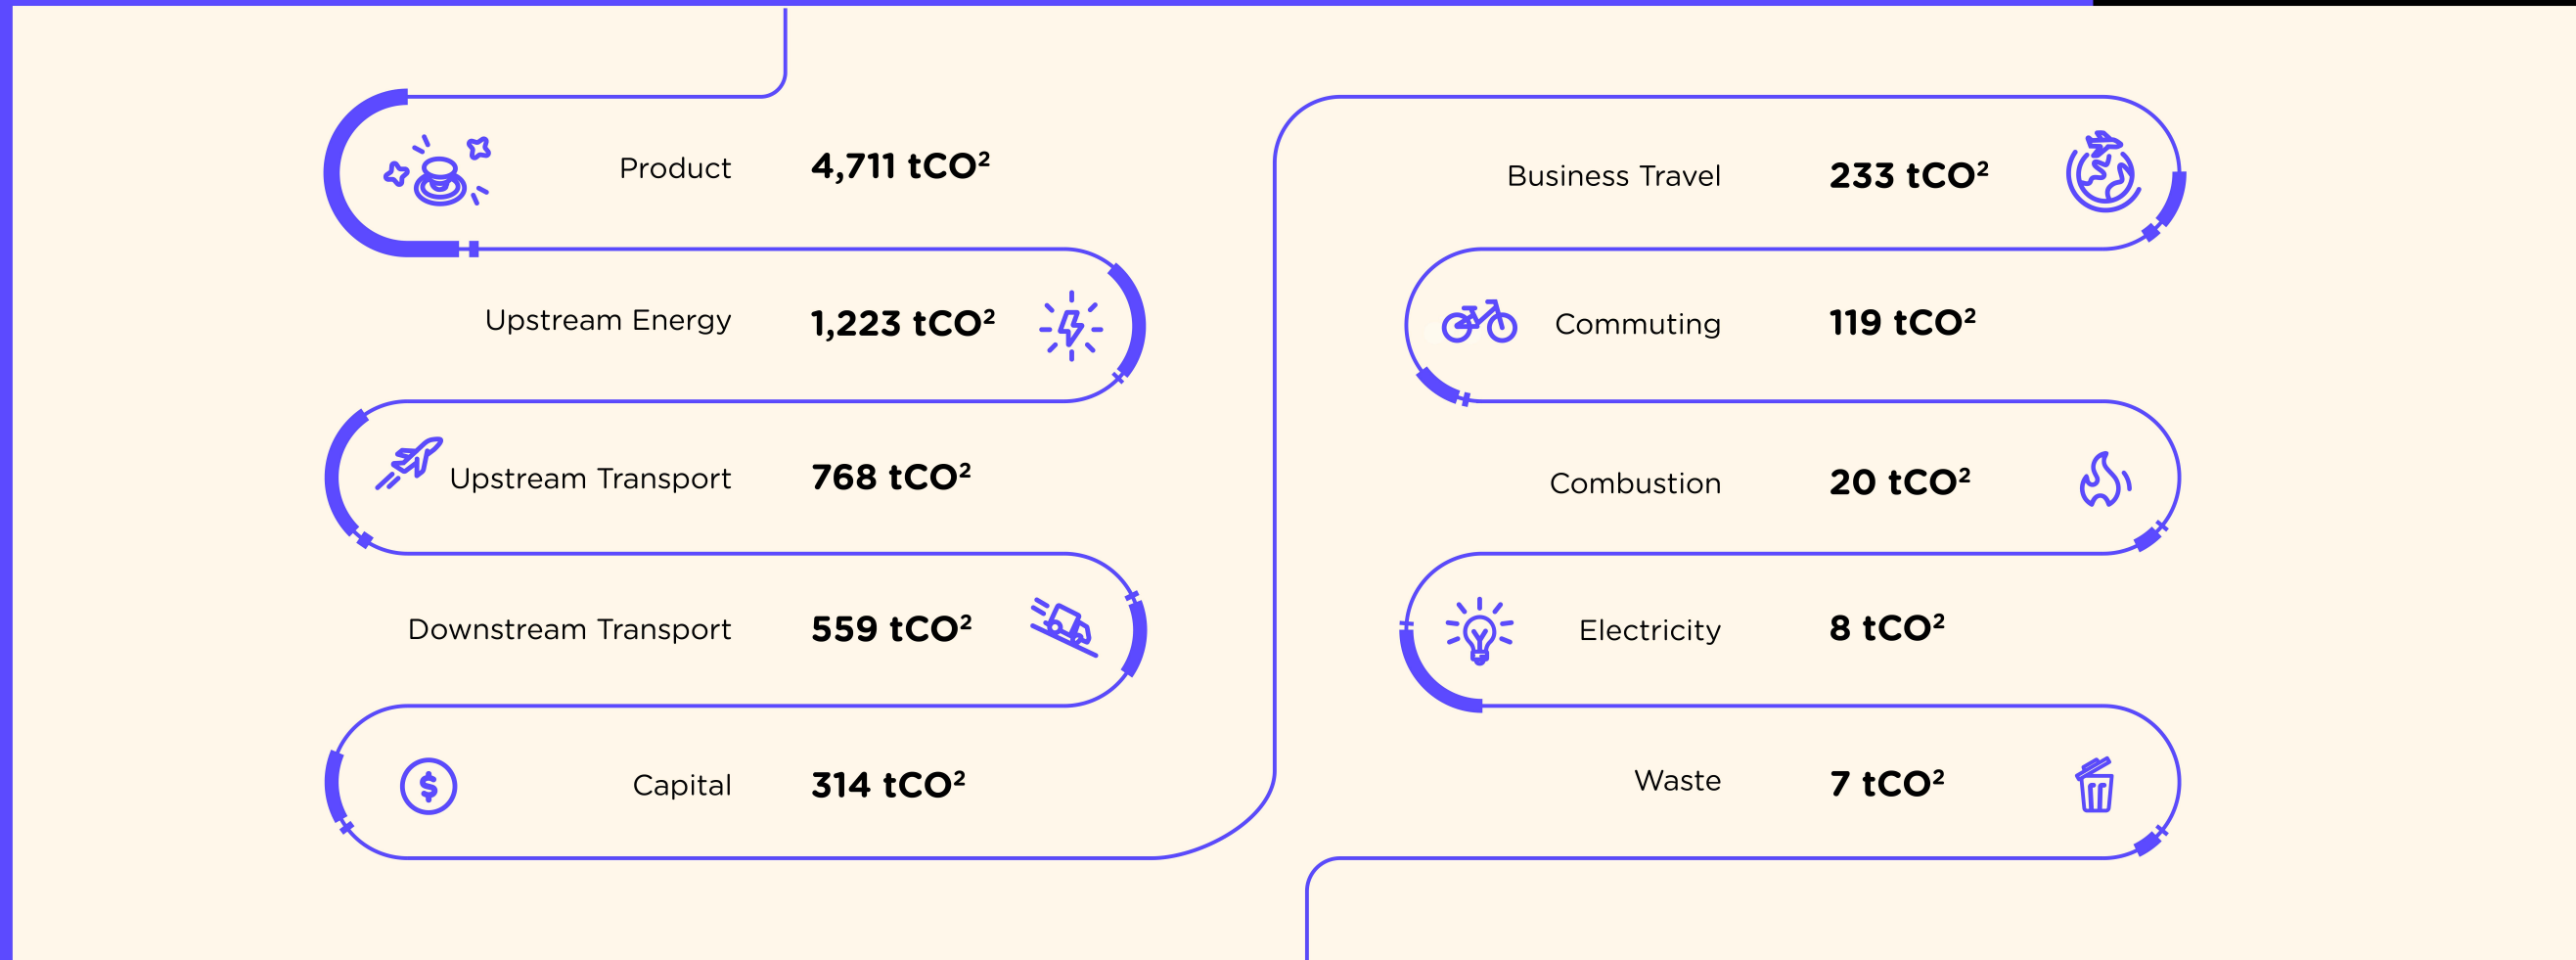 Product 4,711 tCO²
Upstream Energy 1,223 tCO²
Upstream Transport 768 tCO²
Downstream Transport 559 tCO²
Capital 314 tCO²
Business Travel 233 tCO²
Commuting 119 tCO²
Combustion 20 tCO²
Electricity 8 tCO²
Waste 7 tCO²